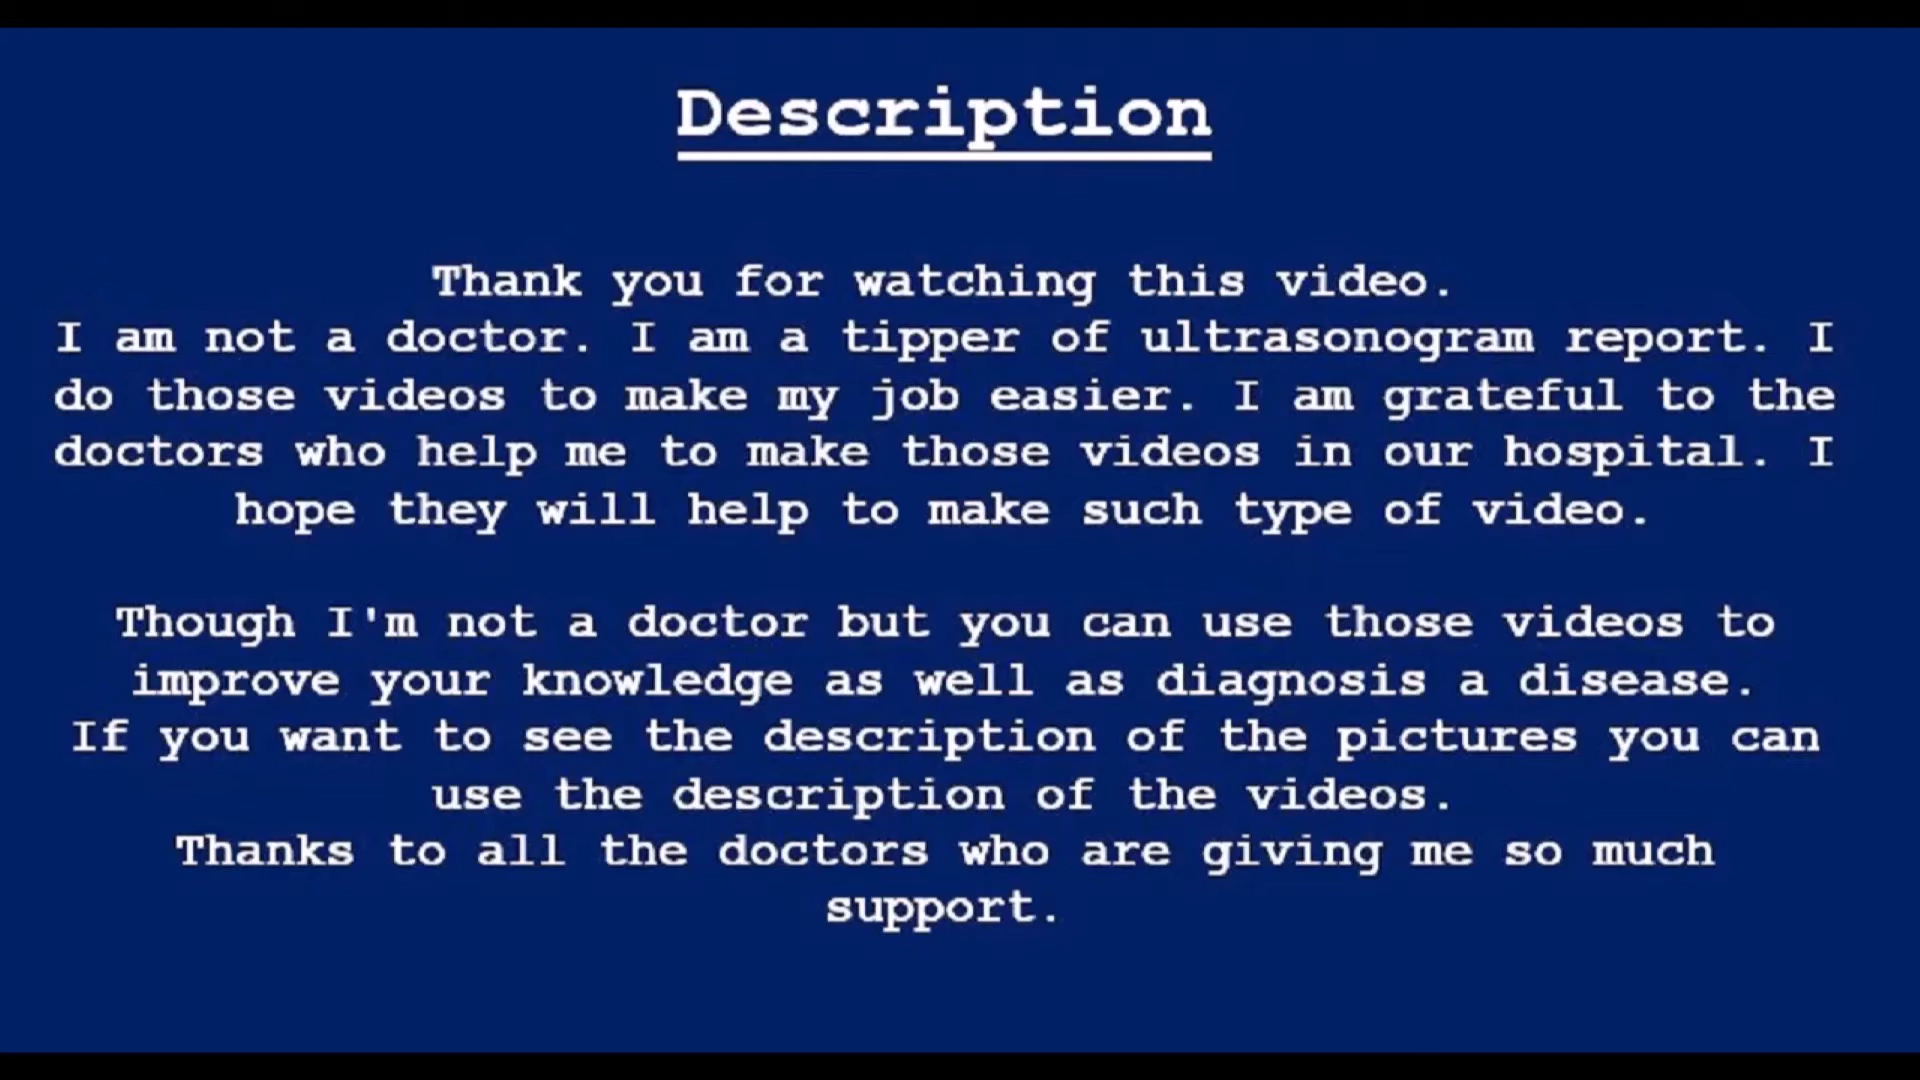 Description
Thank you for watching this video.
I am not a doctor. I am a tipper of ultrasonogram report. I
do those videos to make my job easier. I am grateful to the
doctors who help me to make those videos in our hospital. I
hope they will help to make such type of video.
Though I'm not a doctor but you can use those videos to
improve your knowledge as well as diagnosis a disease.
If you want to see the description of the pictures you can
use the description of the videos.
Thanks to all the doctors who are giving me so much
support.